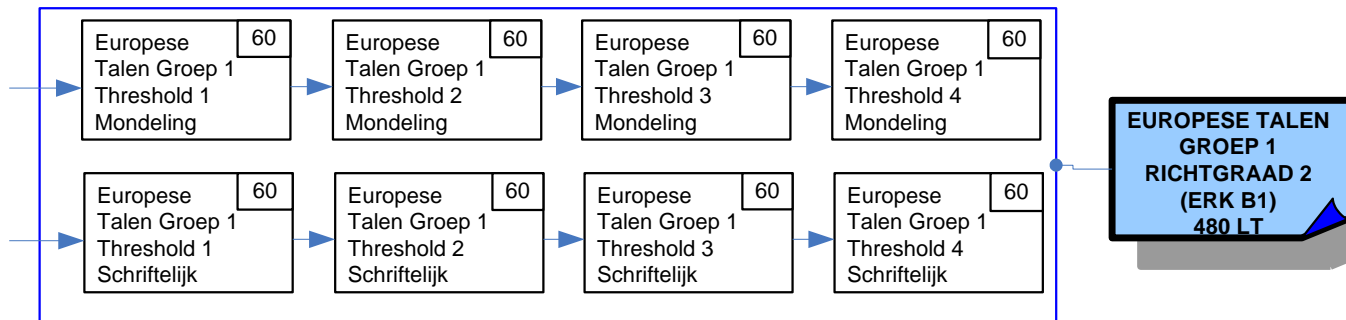 Europese
60
Talen Groep 1
Threshold 1
Mondeling
Europese
60
Talen Groep 1
Threshold 2
Mondeling
Europese
60
Talen Groep 1
Threshold 3
Mondeling
Europese
60
Talen Groep 1
Threshold 4
Mondeling
Europese
60
Talen Groep 1
Threshold 1
Schriftelijk
Europese
60
Talen Groep 1
Threshold 2
Schriftelijk
Europese
60
Talen Groep 1
Threshold 3
Schriftelijk
Europese
60
Talen Groep 1
Threshold 4
Schriftelijk
EUROPESE TALEN
GROEP 1
RICHTGRAAD 2
(ERK B1)
480 LT